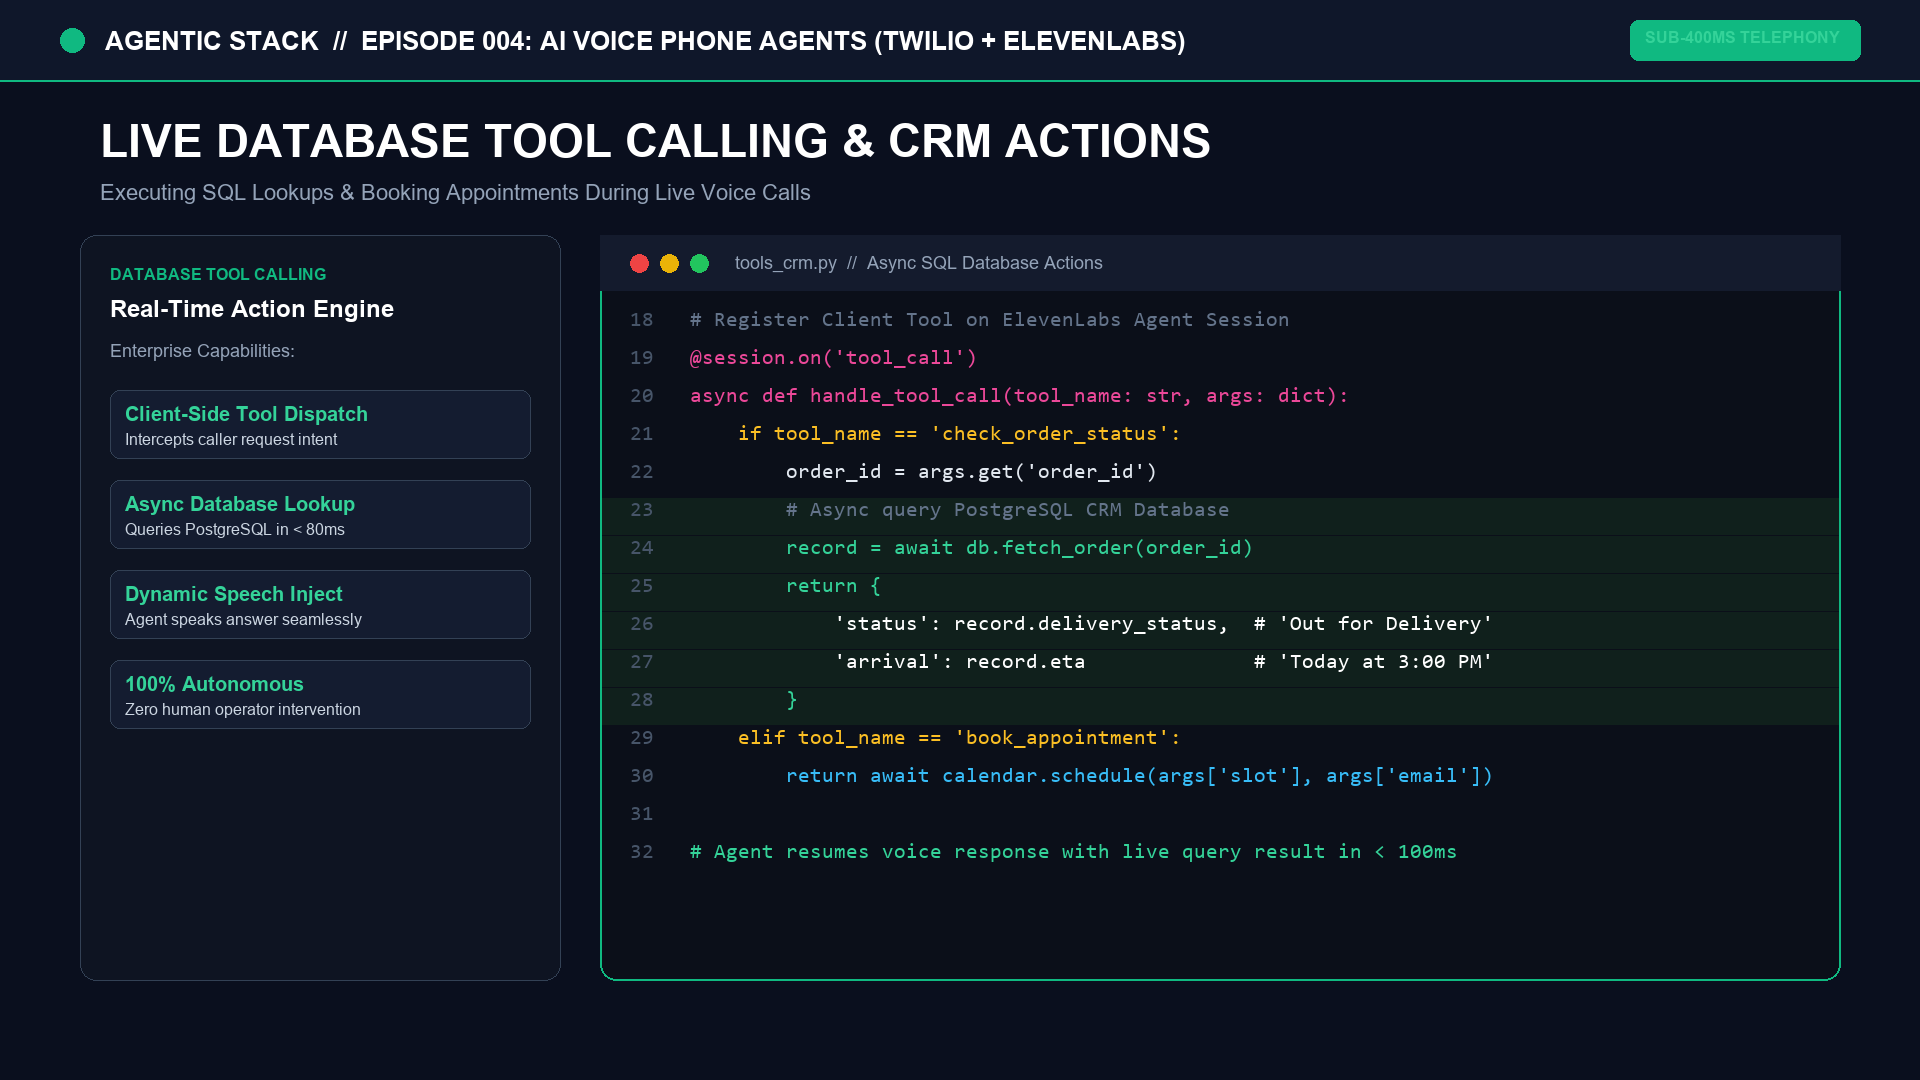 AGENTIC STACK // EPISODE 004: AI VOICE PHONE AGENTS (TWILIO + ELEVENLABS)
SUB-400MS TELEPHONY
LIVE DATABASE TOOL CALLING & CRM ACTIONS
Executing SQL Lookups & Booking Appointments During Live Voice Calls
DATABASE TOOL CALLING
Real-Time Action Engine
Enterprise Capabilities:
Client-Side Tool Dispatch
Intercepts caller request intent
Async Database Lookup
Queries PostgreSQL in < 80ms
Dynamic Speech Inject
Agent speaks answer seamlessly
100% Autonomous
Zero human operator intervention
tools_crm.py // Async SQL Database Actions
18 # Register Client Tool on ElevenLabs Agent Session
19 @session.on('tool_call')
20 async def handle_tool_call(tool_name: str, args: dict):
21     if tool_name == 'check_order_status':
22         order_id = args.get('order_id')
23         # Async query PostgreSQL CRM Database
24         record = await db.fetch_order(order_id)
25         return {
26             'status': record.delivery_status,  # 'Out for Delivery'
27             'arrival': record.eta              # 'Today at 3:00 PM'
28         }
29     elif tool_name == 'book_appointment':
30         return await calendar.schedule(args['slot'], args['email'])
31
32 # Agent resumes voice response with live query result in < 100ms